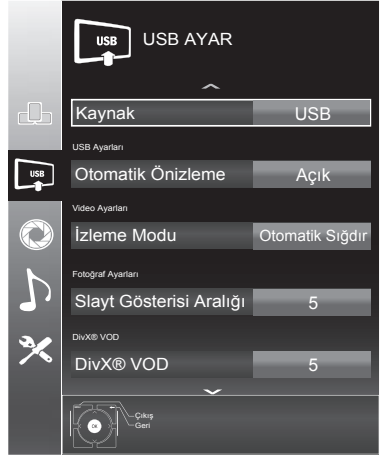 USB
USB AYAR
Kaynak USB
USB Ayarları
USB
Otomatik Önizleme Açık
Video Ayarları
İzleme Modu Otomatik Sığdır
Fotoğraf Ayarları
Slayt Gösterisi Aralığı 5
DivX® VOD
DivX® VOD 5
Çıkış
OK
Geri